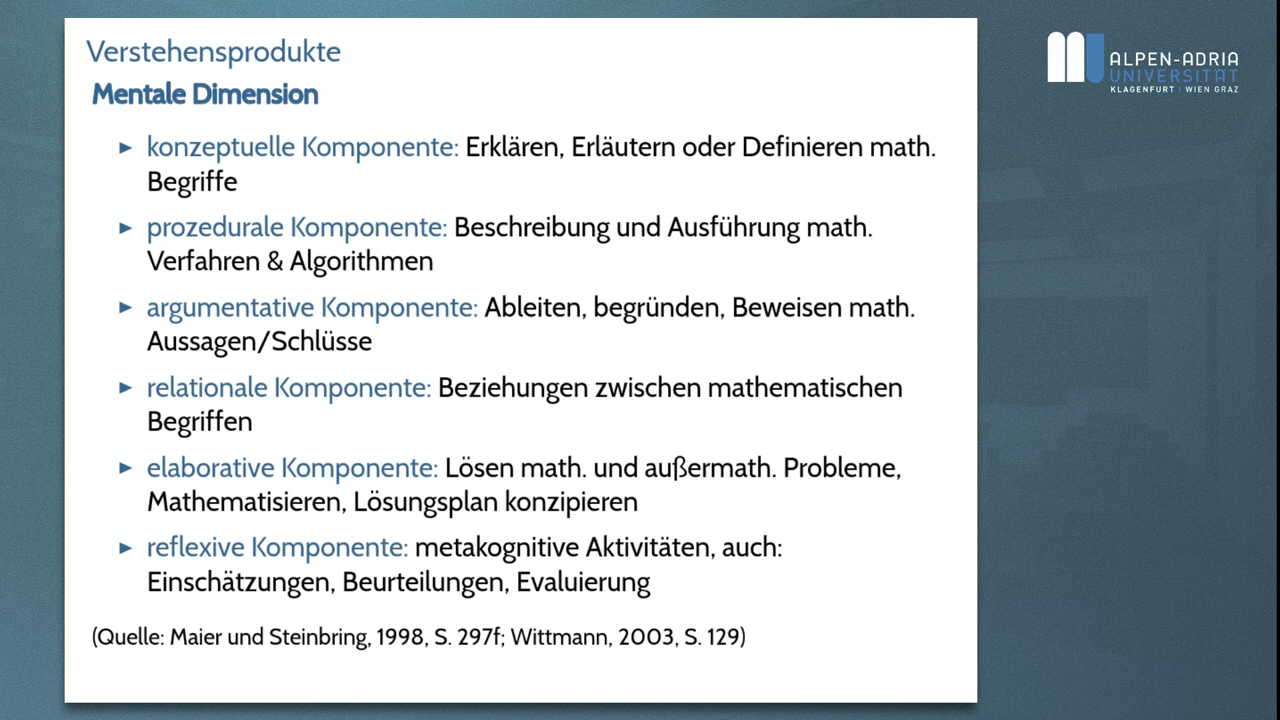 Verstehensprodukte
Mentale Dimension
► konzeptuelle Komponente: Erklären, Erläutern oder Definieren math.
Begriffe
► prozedurale Komponente: Beschreibung und Ausführung math.
Verfahren & Algorithmen
► argumentative Komponente: Ableiten, begründen, Beweisen math.
Aussagen/Schlüsse
► relationale Komponente: Beziehungen zwischen mathematischen
Begriffen
► elaborative Komponente: Lösen math. und außermath. Probleme,
Mathematisieren, Lösungsplan konzipieren
► reflexive Komponente: metakognitive Aktivitäten, auch:
Einschätzungen, Beurteilungen, Evaluierung
(Quelle: Maier und Steinbring, 1998, S. 297f; Wittmann, 2003, S. 129)
ALPEN-ADRIA
UNIVERSITÄT
KLAGENFURT | WIEN GRAZ